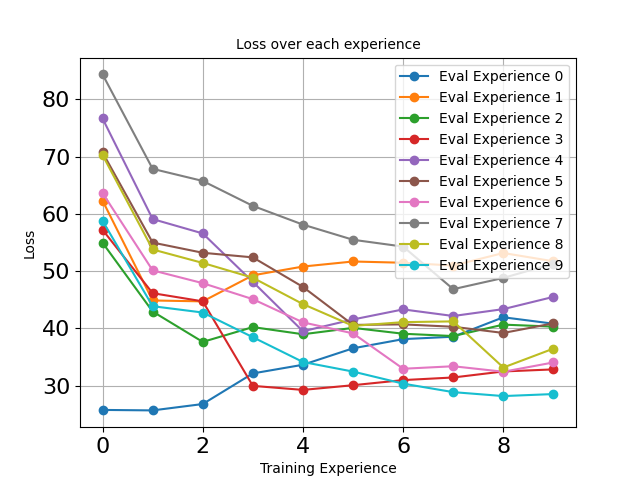 Loss over each experience
Eval Experience 0
Eval Experience 1
Eval Experience 2
Eval Experience 3
Eval Experience 4
Eval Experience 5
Eval Experience 6
Eval Experience 7
Eval Experience 8
Eval Experience 9
80
70
60
50
40
30
Loss
0 2 4 6 8
Training Experience